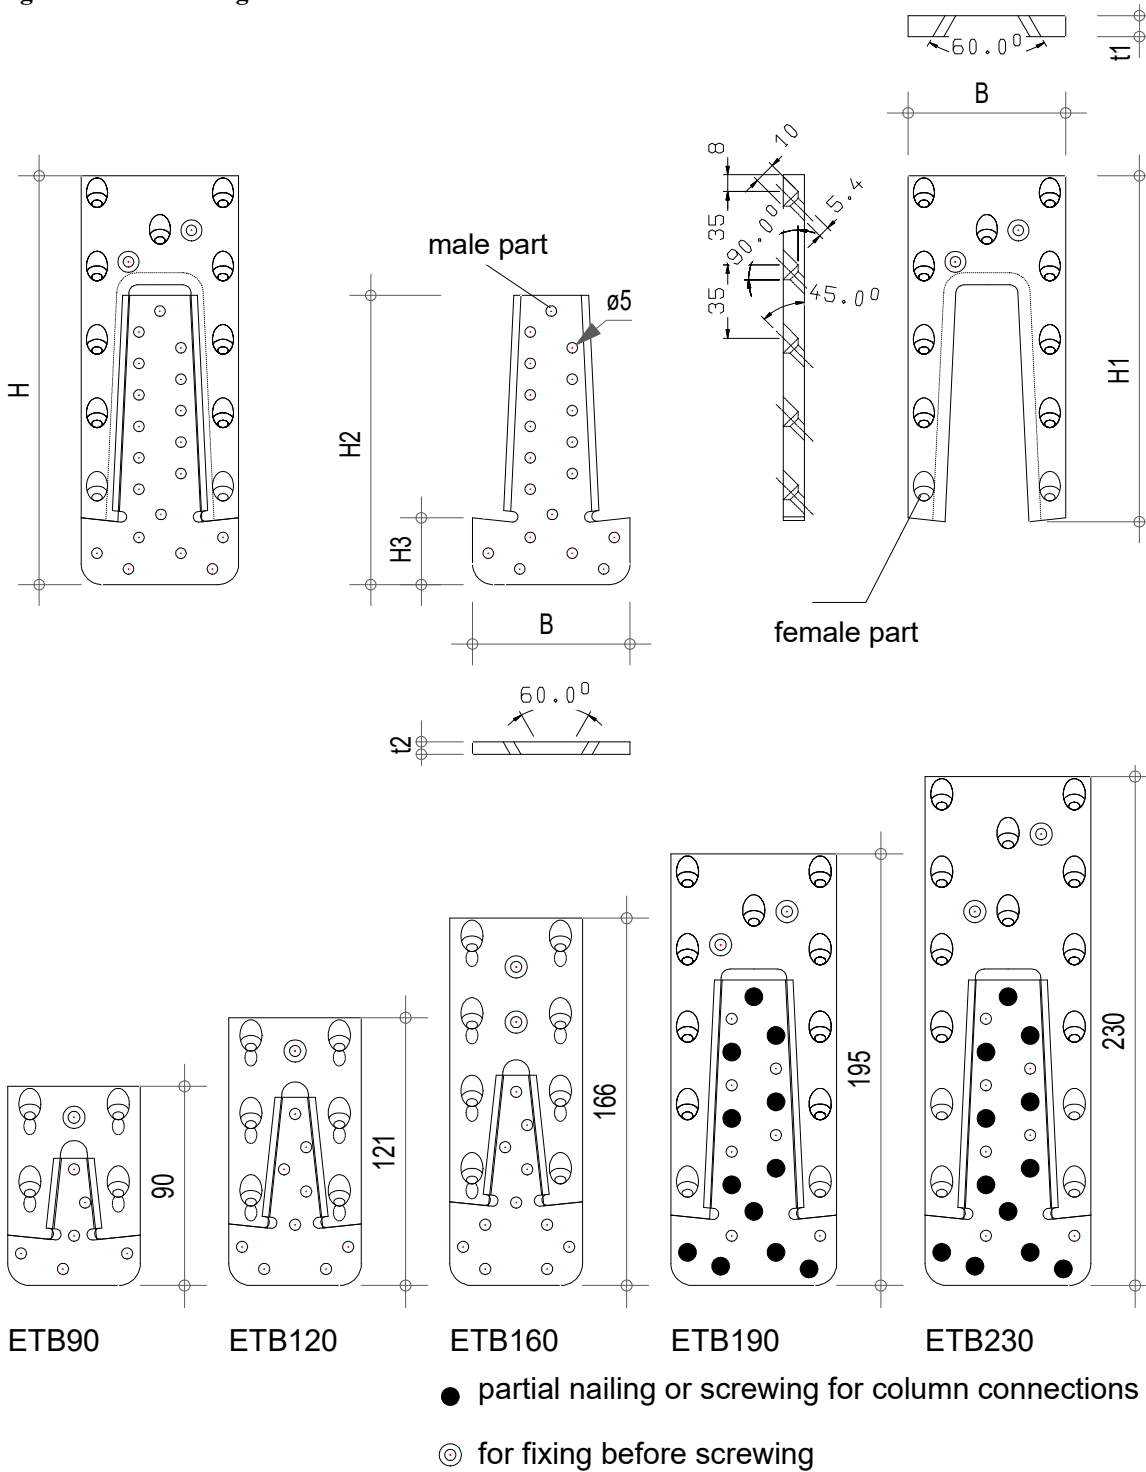 60.0°
t1
B
8
10
5.4
35
90.0°
male part
35
45.0°
ø5
H
H2
H1
H3
B
female part
60.0°
t2
90
121
166
195
230
ETB90 ETB120 ETB160 ETB190 ETB230
partial nailing or screwing for column connections
for fixing before screwing